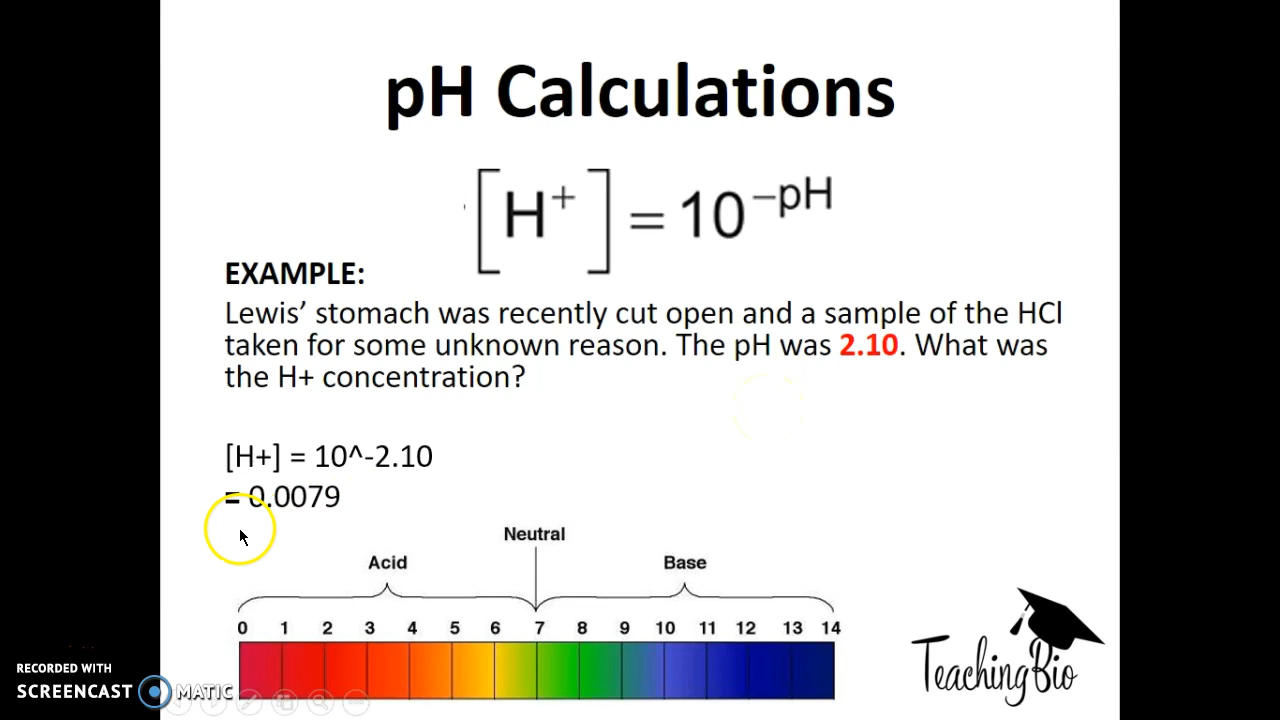 pH Calculations
[H⁺] = 10⁻ᵖᴴ
EXAMPLE:
Lewis’ stomach was recently cut open and a sample of the HCl
taken for some unknown reason. The pH was 2.10. What was
the H+ concentration?
[H+] = 10^-2.10
= 0.0079
Neutral
Acid Base
0 1 2 3 4 5 6 7 8 9 10 11 12 13 14
TeachingBio
RECORDED WITH
SCREENCAST MATIC